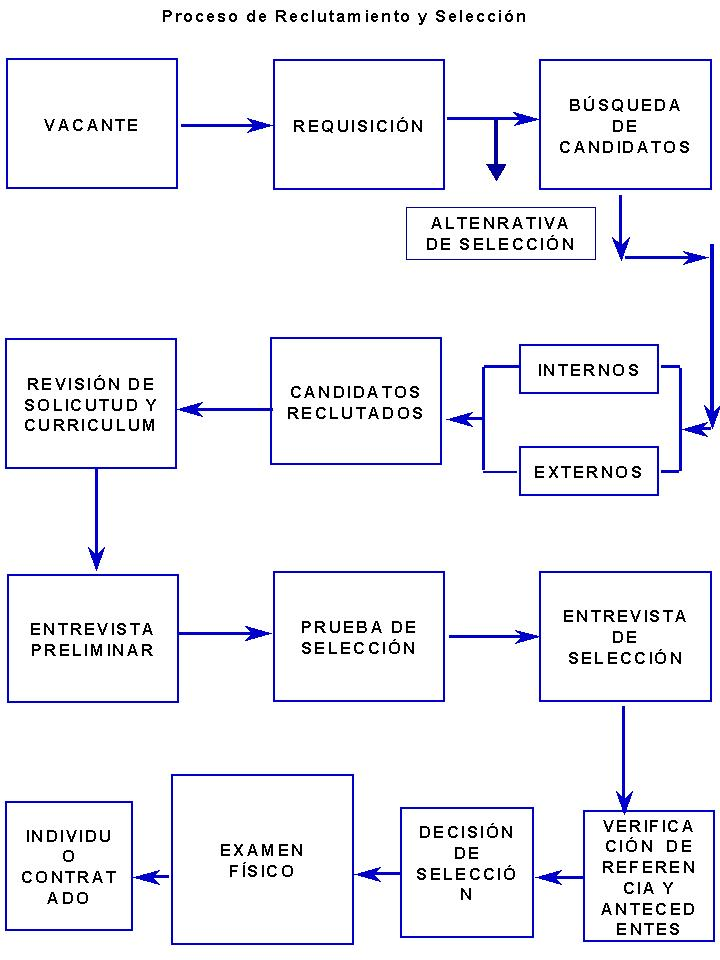 Proceso de Reclutamiento y Selección
VACANTE
REQUISICIÓN
BÚSQUEDA
DE
CANDIDATOS
ALTENRATIVA
DE SELECCIÓN
INTERNOS
EXTERNOS
CANDIDATOS
RECLUTADOS
REVISIÓN DE
SOLICUTUD Y
CURRICULUM
ENTREVISTA
PRELIMINAR
PRUEBA DE
SELECCIÓN
ENTREVISTA
DE
SELECCIÓN
VERIFICA
CIÓN DE
REFEREN
CIA Y
ANTECED
ENTES
DECISIÓN
DE
SELECCIÓ
N
EXAMEN
FÍSICO
INDIVIDU
O
CONTRAT
ADO